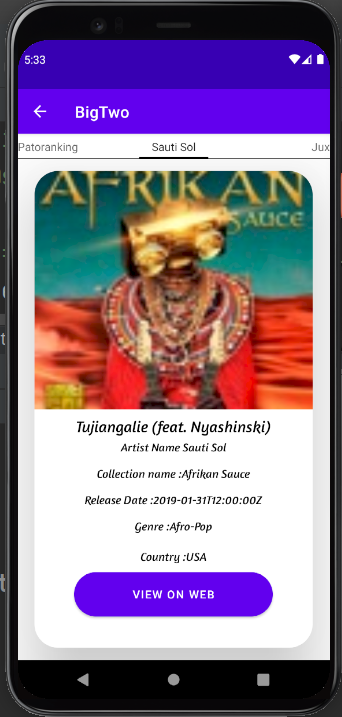 5:33
BigTwo
Patoranking Sauti Sol Jux
AFRIKAN
SAUCE
Tujiangalie (feat. Nyashinski)
Artist Name Sauti Sol
Collection name :Afrikan Sauce
Release Date :2019-01-31T12:00:00Z
Genre :Afro-Pop
Country :USA
VIEW ON WEB